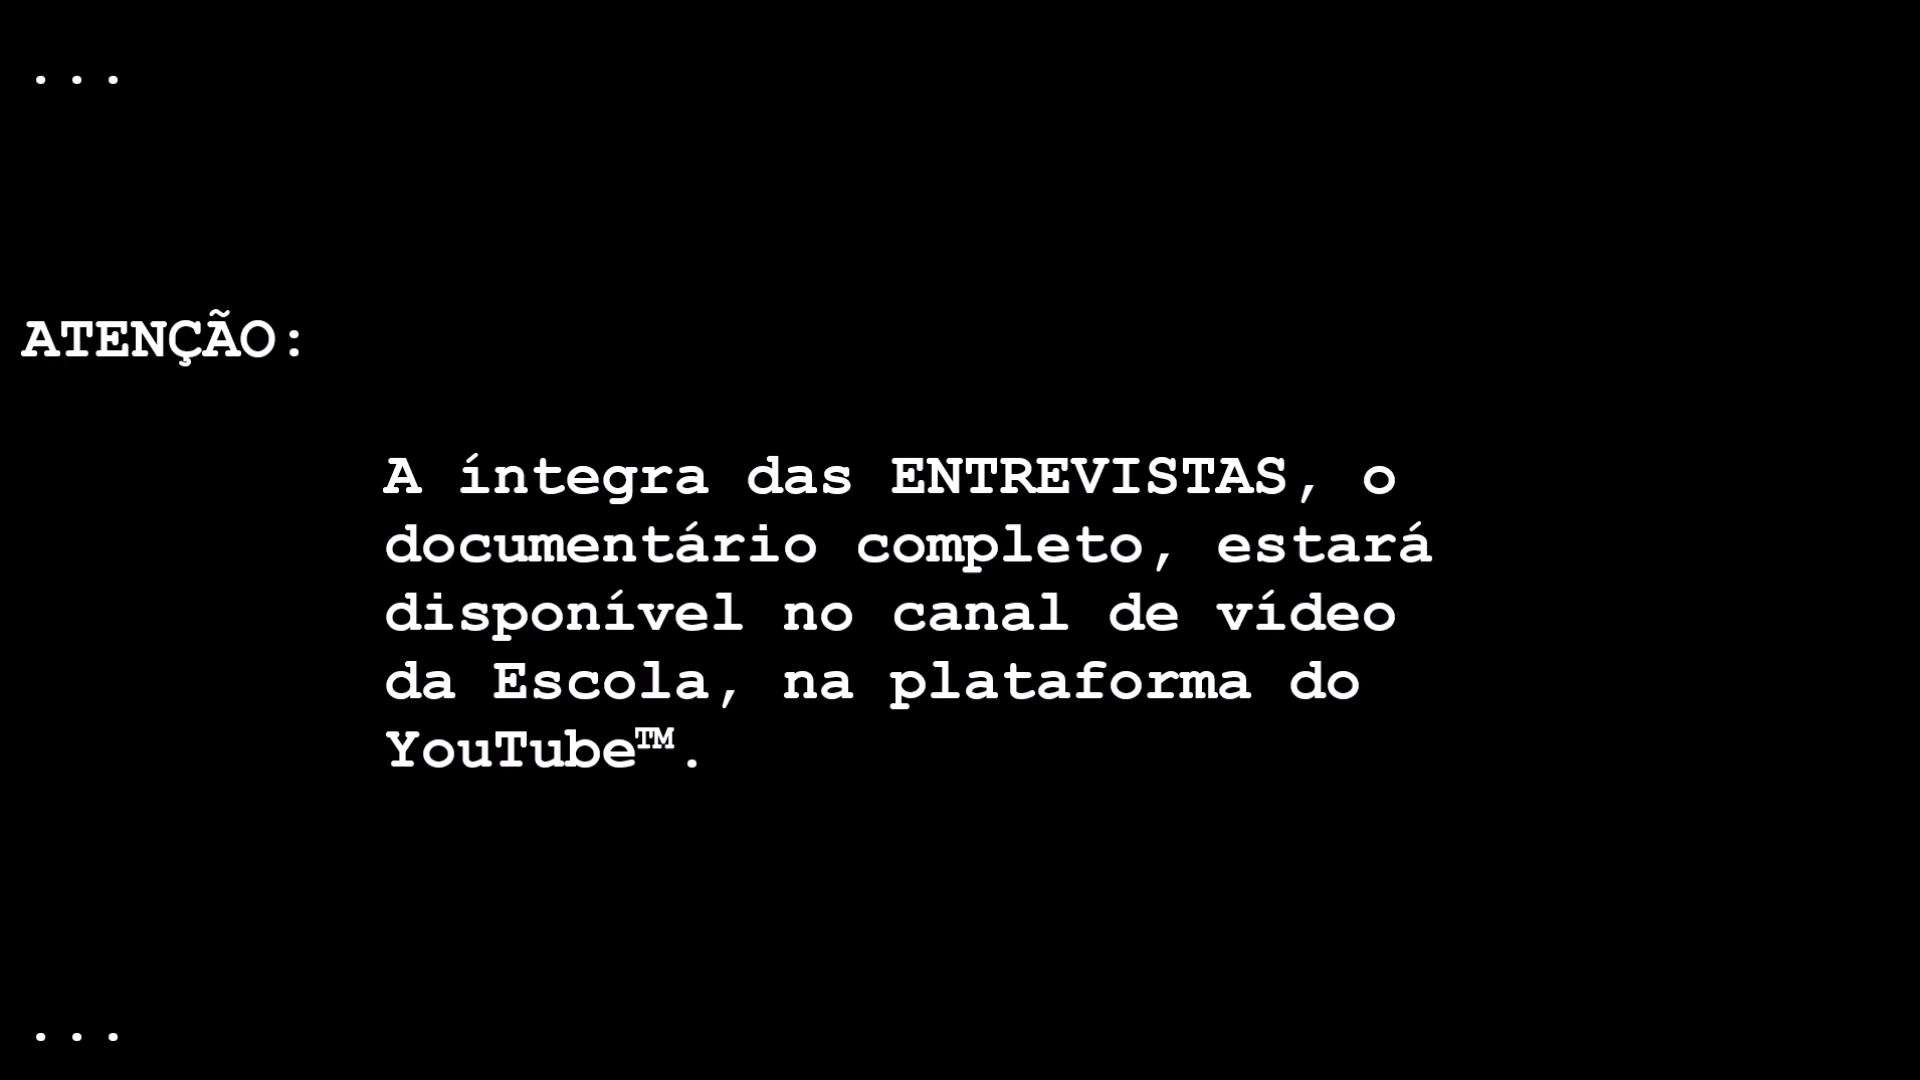 ...
ATENÇÃO:
A íntegra das ENTREVISTAS, o
documentário completo, estará
disponível no canal de vídeo
da Escola, na plataforma do
YouTube™.
...